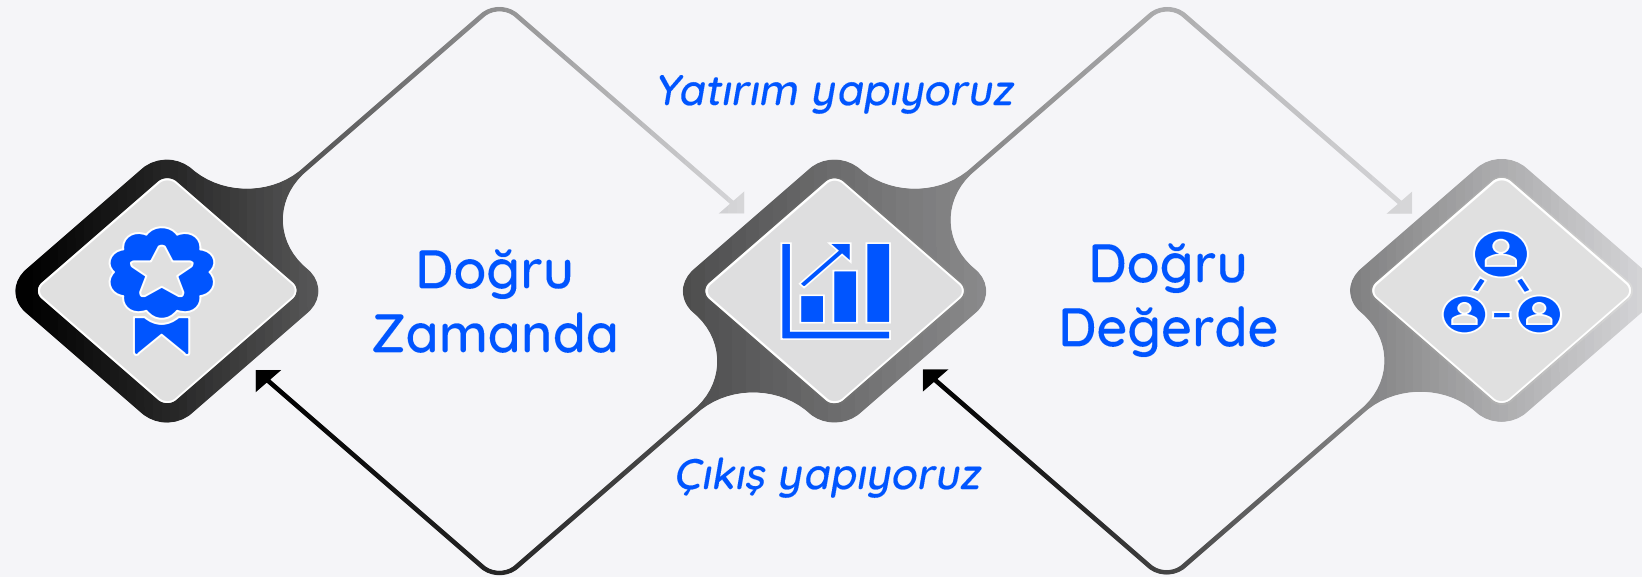 Yatırım yapıyoruz
Doğru
Zamanda
Doğru
Değerde
Çıkış yapıyoruz